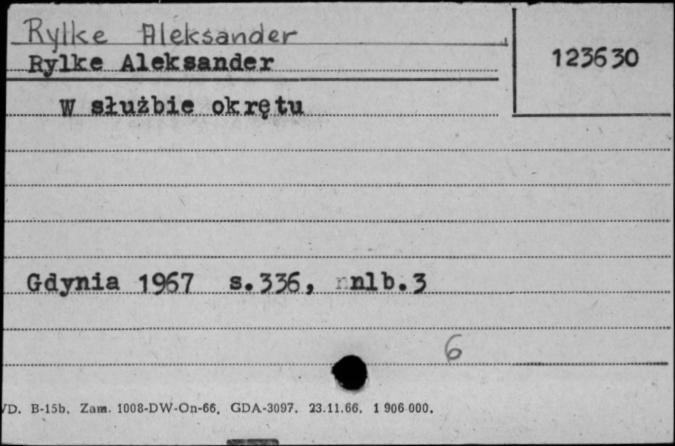 Rylke Aleksander
Rylke Aleksander
123630
W służbie okrętu
Gdynia 1967 s.336, nlb.3
6
VD. B-15b. Zam. 1008-DW-On-66. GDA-3097. 23.11.66. 1 906 000.